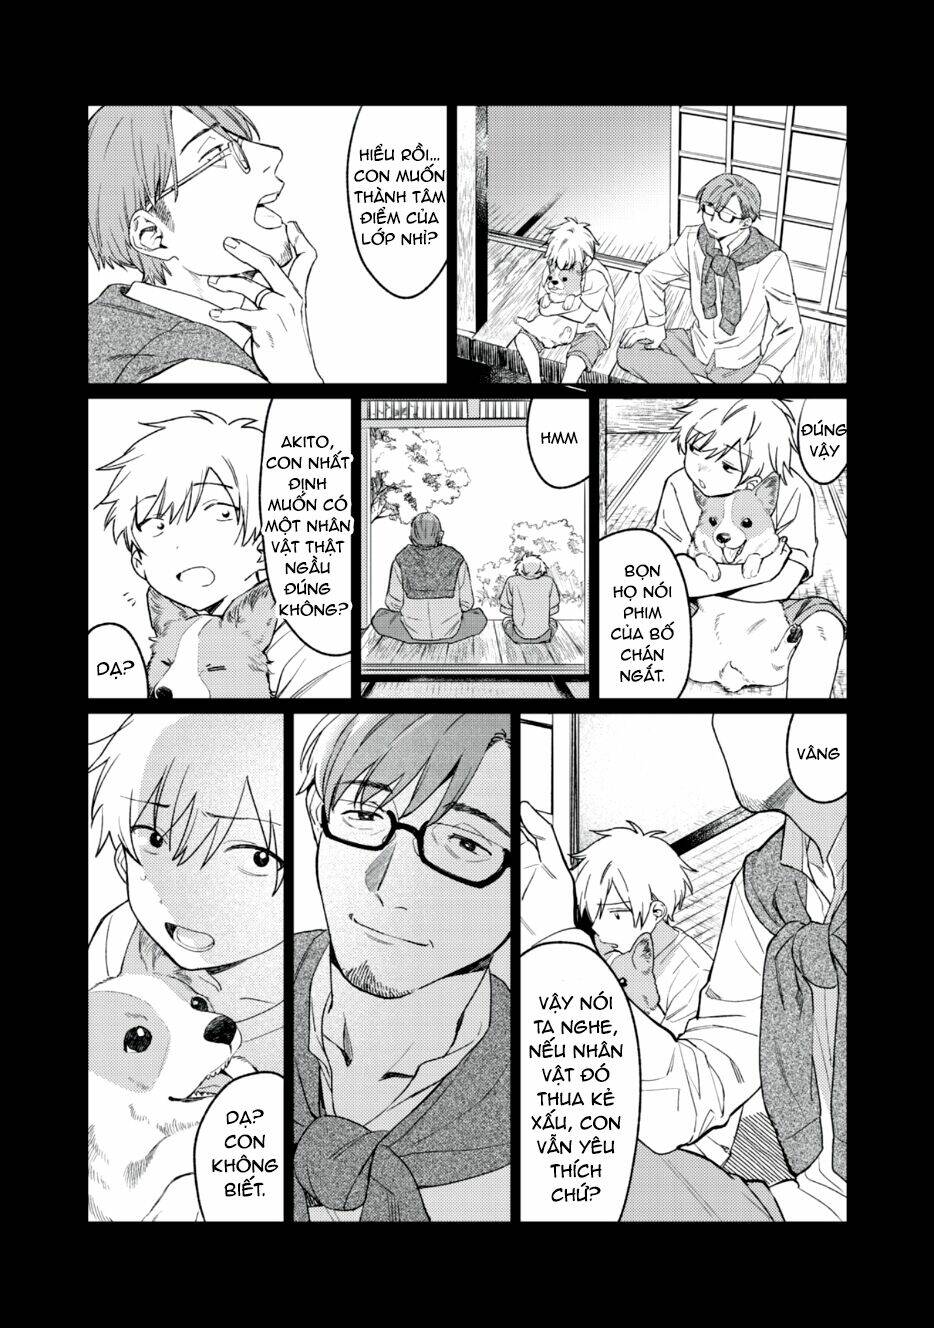 HIỂU RỒI...
CON MUỐN
THÀNH TÂM
ĐIỂM CỦA
LỚP NHỈ?
ĐÚNG
VẬY
BỌN
HỌ NÓI
PHIM
CỦA BỐ
CHÁN
NGẮT.
HMM
AKITO,
CON NHẤT
ĐỊNH
MUỐN CÓ
MỘT NHÂN
VẬT THẬT
NGẦU
ĐÚNG
KHÔNG?
DẠ?
VÂNG
VẬY NÓI
TA NGHE,
NẾU NHÂN
VẬT ĐÓ
THUA KẺ
XẤU, CON
VẪN YÊU
THÍCH
CHỨ?
DẠ?
CON
KHÔNG
BIẾT.